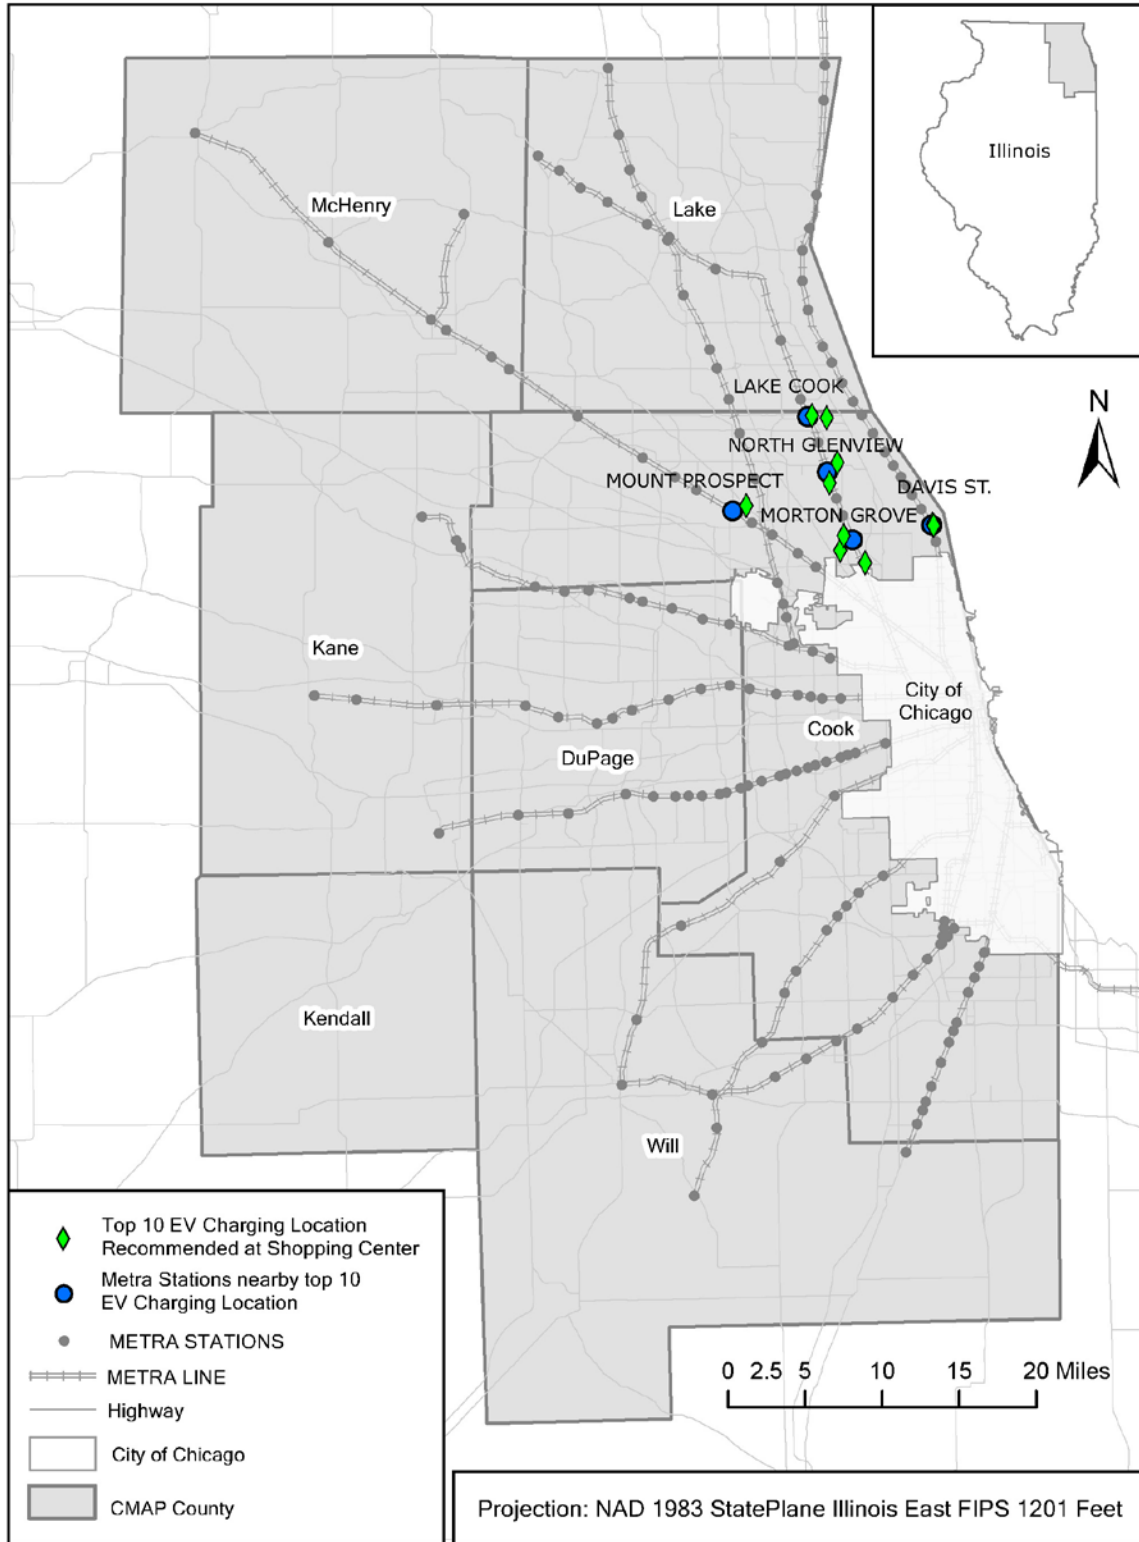 Illinois
McHenry
Lake
N
LAKE COOK
NORTH GLENVIEW
MOUNT PROSPECT
DAVIS ST.
MORTON GROVE
Kane
City of
Chicago
Cook
DuPage
Kendall
Will
Top 10 EV Charging Location
Recommended at Shopping Center
Metra Stations nearby top 10
EV Charging Location
METRA STATIONS
METRA LINE
Highway
City of Chicago
CMAP County
0 2.5 5 10 15 20 Miles
Projection: NAD 1983 StatePlane Illinois East FIPS 1201 Feet